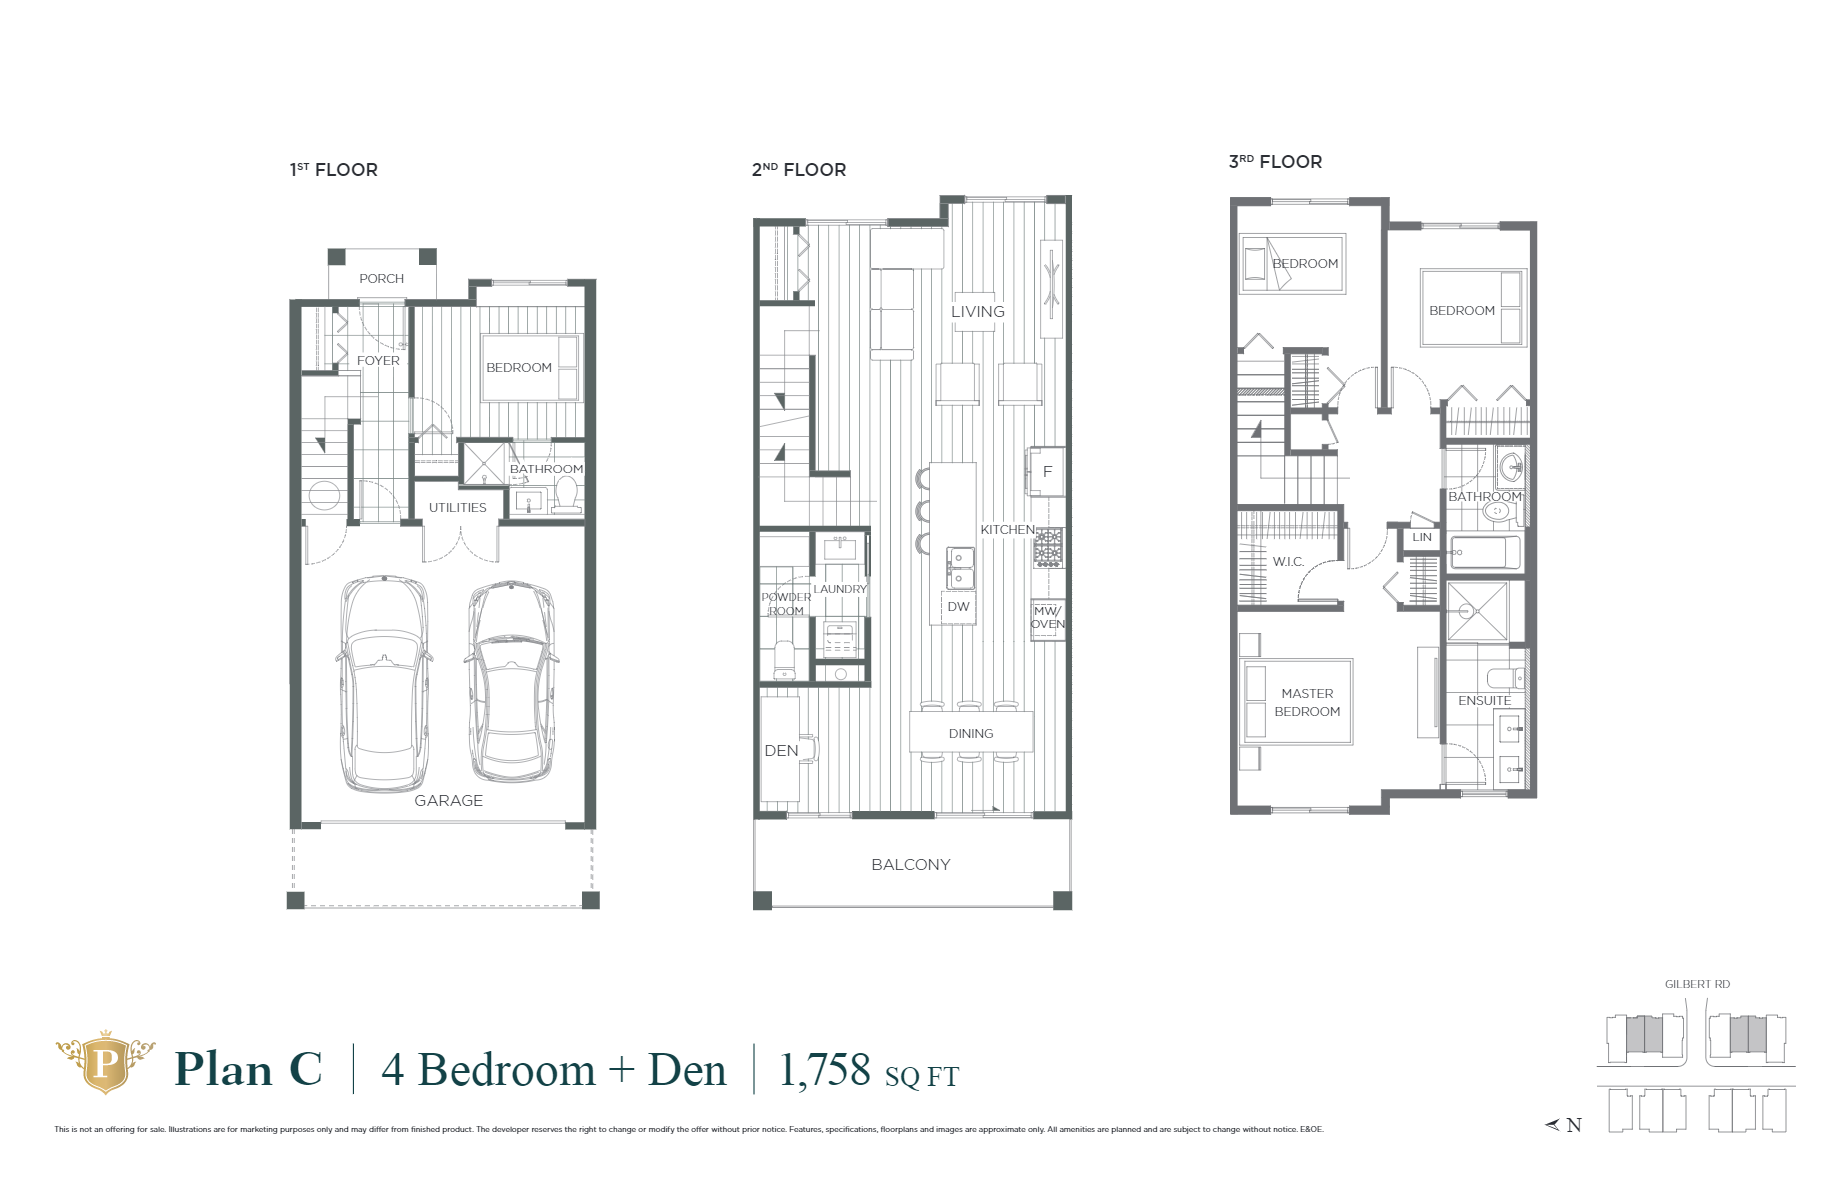 1ST FLOOR
PORCH
FOYER
BEDROOM
BATHROOM
UTILITIES
GARAGE
2ND FLOOR
LIVING
F
KITCHEN
LAUNDRY
POWDER
ROOM
DW
MW/
OVEN
DINING
DEN
BALCONY
3RD FLOOR
BEDROOM
BEDROOM
BATHROOM
LIN
W.I.C.
MASTER
BEDROOM
ENSUITE
GILBERT RD
N
P
Plan C | 4 Bedroom + Den | 1,758 SQ FT
This is not an offering for sale. Illustrations are for marketing purposes only and may differ from finished product. The developer reserves the right to change or modify the offer without prior notice. Features, specifications, floorplans and images are approximate only. All amenities are planned and are subject to change without notice. E&OE.